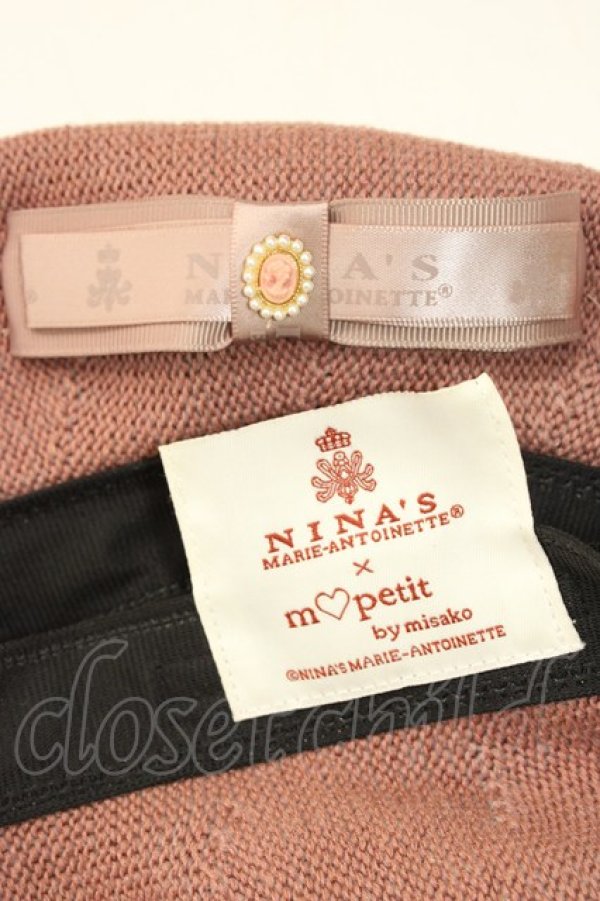 NINA'S
MARIE-ANTOINETTE®
NINA'S
MARIE-ANTOINETTE®
×
m♡petit
by misako
©NINA'S MARIE-ANTOINETTE
closet child